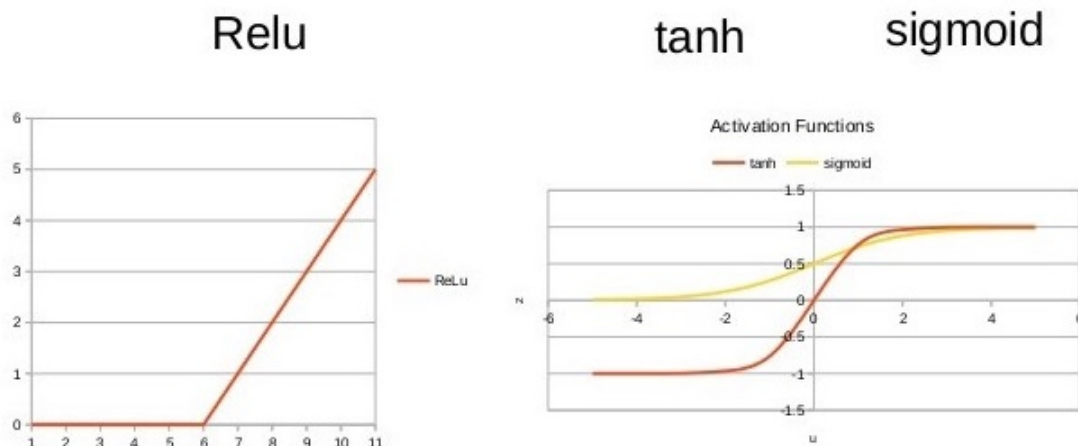 Relu
tanh
sigmoid
6
5
4
3
2
1
0
1 2 3 4 5 6 7 8 9 10 11
ReLu
Activation Functions
tanh sigmoid
1.5
1
0.5
0
-0.5
-1
-1.5
z
-6 -4 -2 0 2 4 6
u